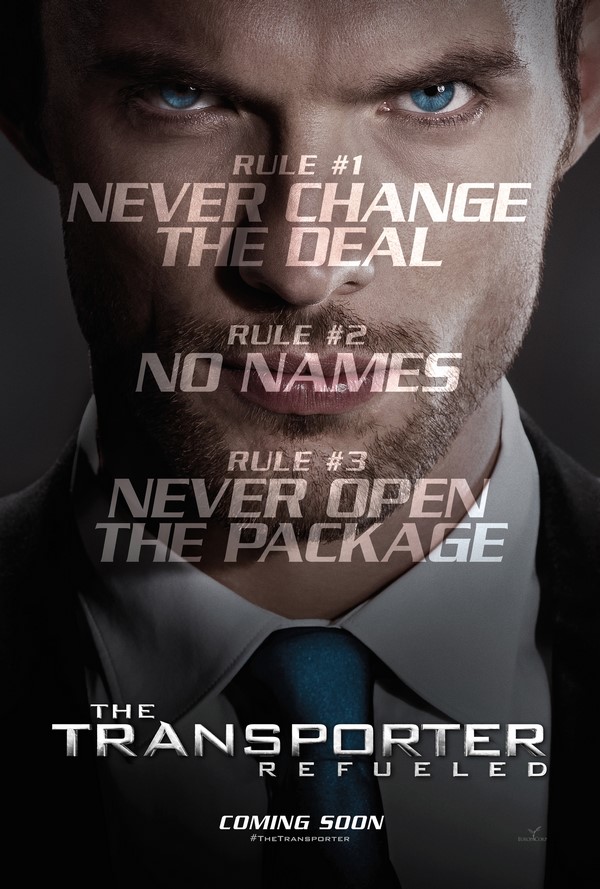 RULE #1
NEVER CHANGE
THE DEAL
RULE #2
NO NAMES
RULE #3
NEVER OPEN
THE PACKAGE
THE
TRANSPORTER
REFUELED
COMING SOON
#THETRANSPORTER